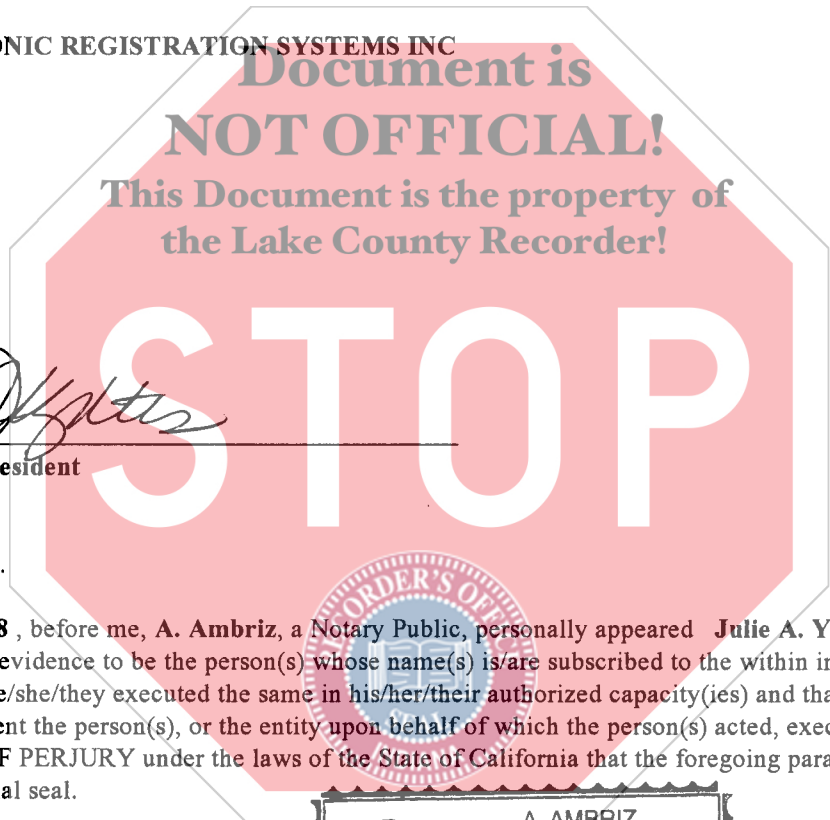 ONIC REGISTRATION SYSTEMS INC
Document is
NOT OFFICIAL!
This Document is the property of
the Lake County Recorder!
STOP
esident
.
8 , before me, A. Ambriz, a Notary Public, personally appeared Julie A. Y
evidence to be the person(s) whose name(s) is/are subscribed to the within in
e/she/they executed the same in his/her/their authorized capacity(ies) and tha
ent the person(s), or the entity upon behalf of which the person(s) acted, exec
F PERJURY under the laws of the State of California that the foregoing para
al seal.
A. AMBRIZ